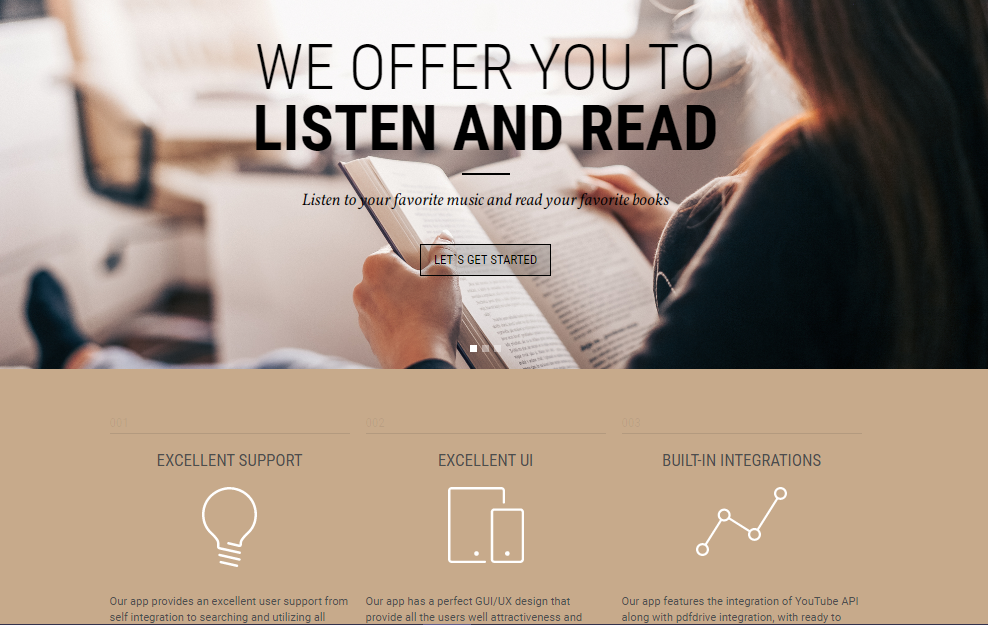 WE OFFER YOU TO
LISTEN AND READ
Listen to your favorite music and read your favorite books
LET`S GET STARTED
001
002
003
EXCELLENT SUPPORT
EXCELLENT UI
BUILT-IN INTEGRATIONS
Our app provides an excellent user support from
self integration to searching and utilizing all
Our app has a perfect GUI/UX design that
provide all the users well attractiveness and
Our app features the integration of YouTube API
along with pdfdrive integration, with ready to